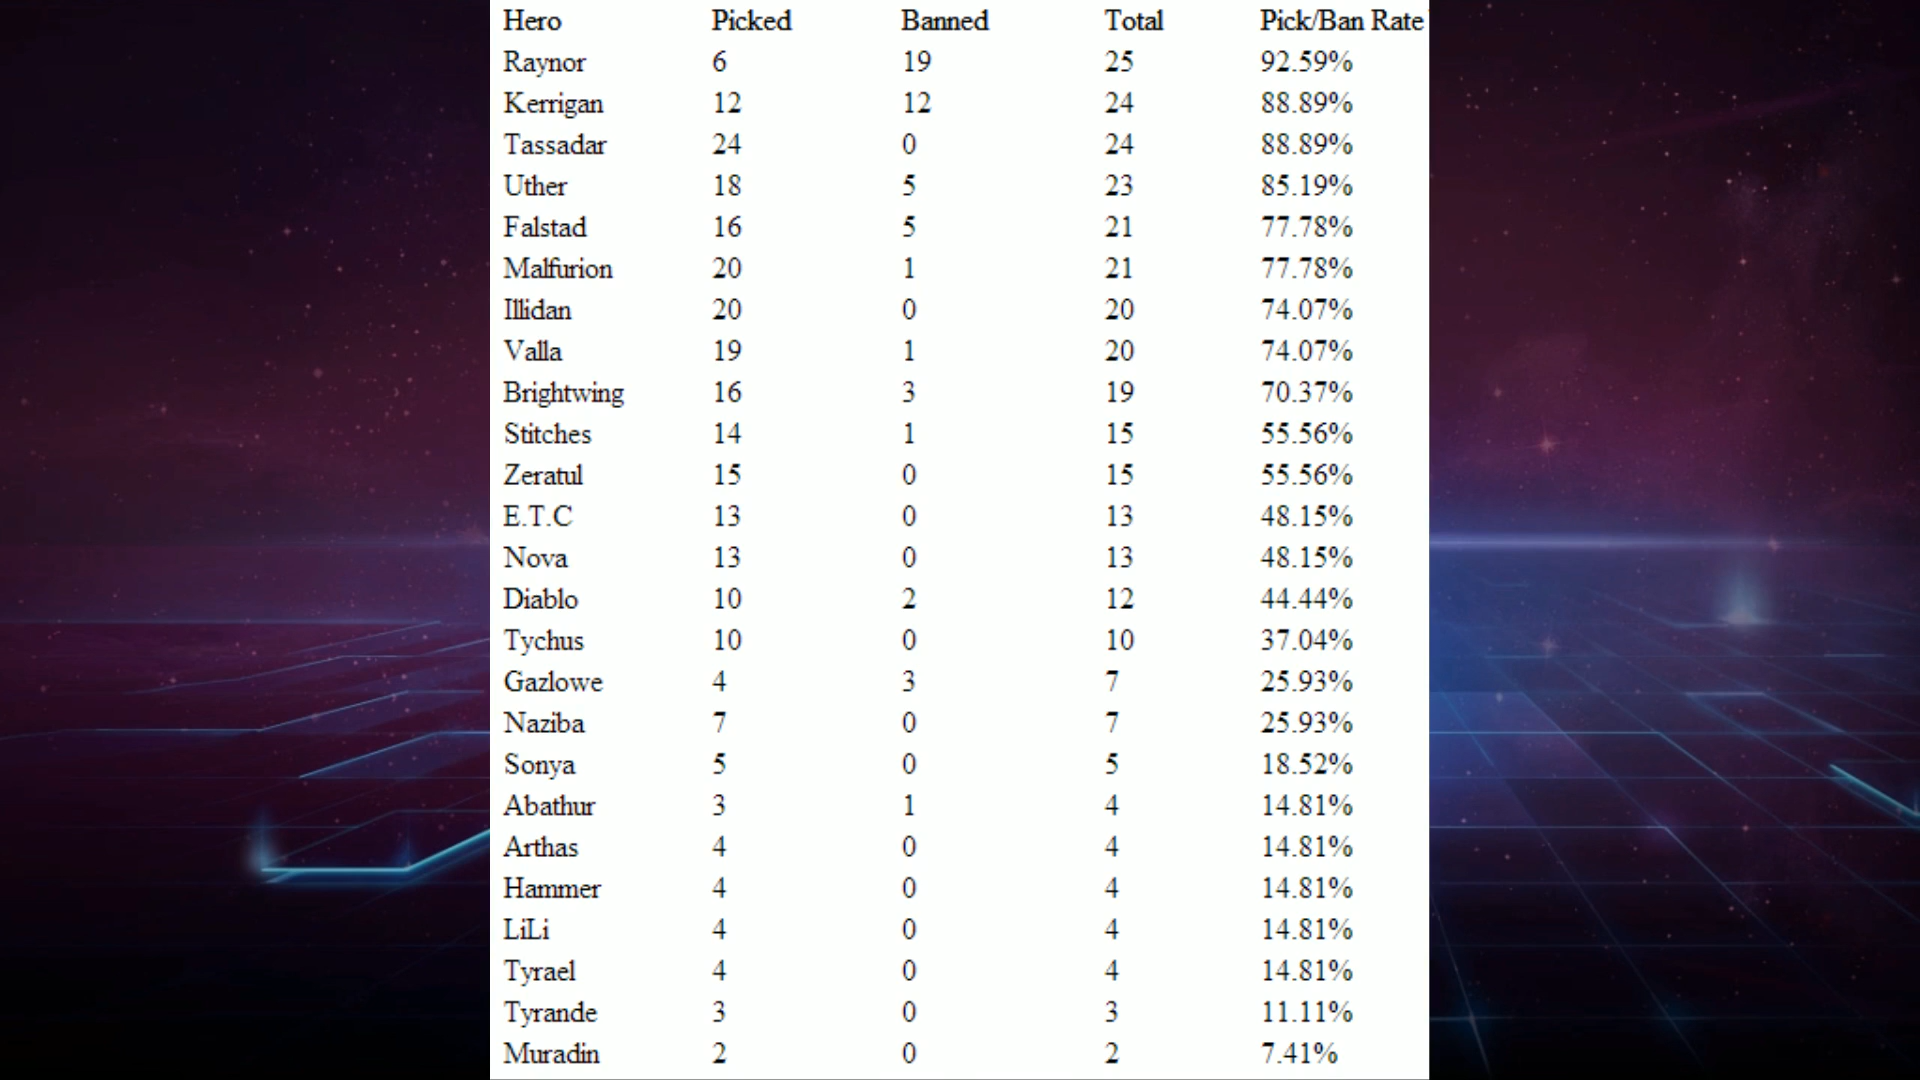 Hero Picked Banned Total Pick/Ban Rate
Raynor 6 19 25 92.59%
Kerrigan 12 12 24 88.89%
Tassadar 24 0 24 88.89%
Uther 18 5 23 85.19%
Falstad 16 5 21 77.78%
Malfurion 20 1 21 77.78%
Illidan 20 0 20 74.07%
Valla 19 1 20 74.07%
Brightwing 16 3 19 70.37%
Stitches 14 1 15 55.56%
Zeratul 15 0 15 55.56%
E.T.C 13 0 13 48.15%
Nova 13 0 13 48.15%
Diablo 10 2 12 44.44%
Tychus 10 0 10 37.04%
Gazlowe 4 3 7 25.93%
Naziba 7 0 7 25.93%
Sonya 5 0 5 18.52%
Abathur 3 1 4 14.81%
Arthas 4 0 4 14.81%
Hammer 4 0 4 14.81%
LiLi 4 0 4 14.81%
Tyrael 4 0 4 14.81%
Tyrande 3 0 3 11.11%
Muradin 2 0 2 7.41%